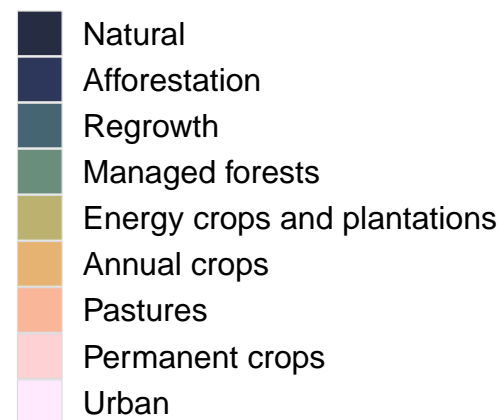 Natural
Afforestation
Regrowth
Managed forests
Energy crops and plantations
Annual crops
Pastures
Permanent crops
Urban